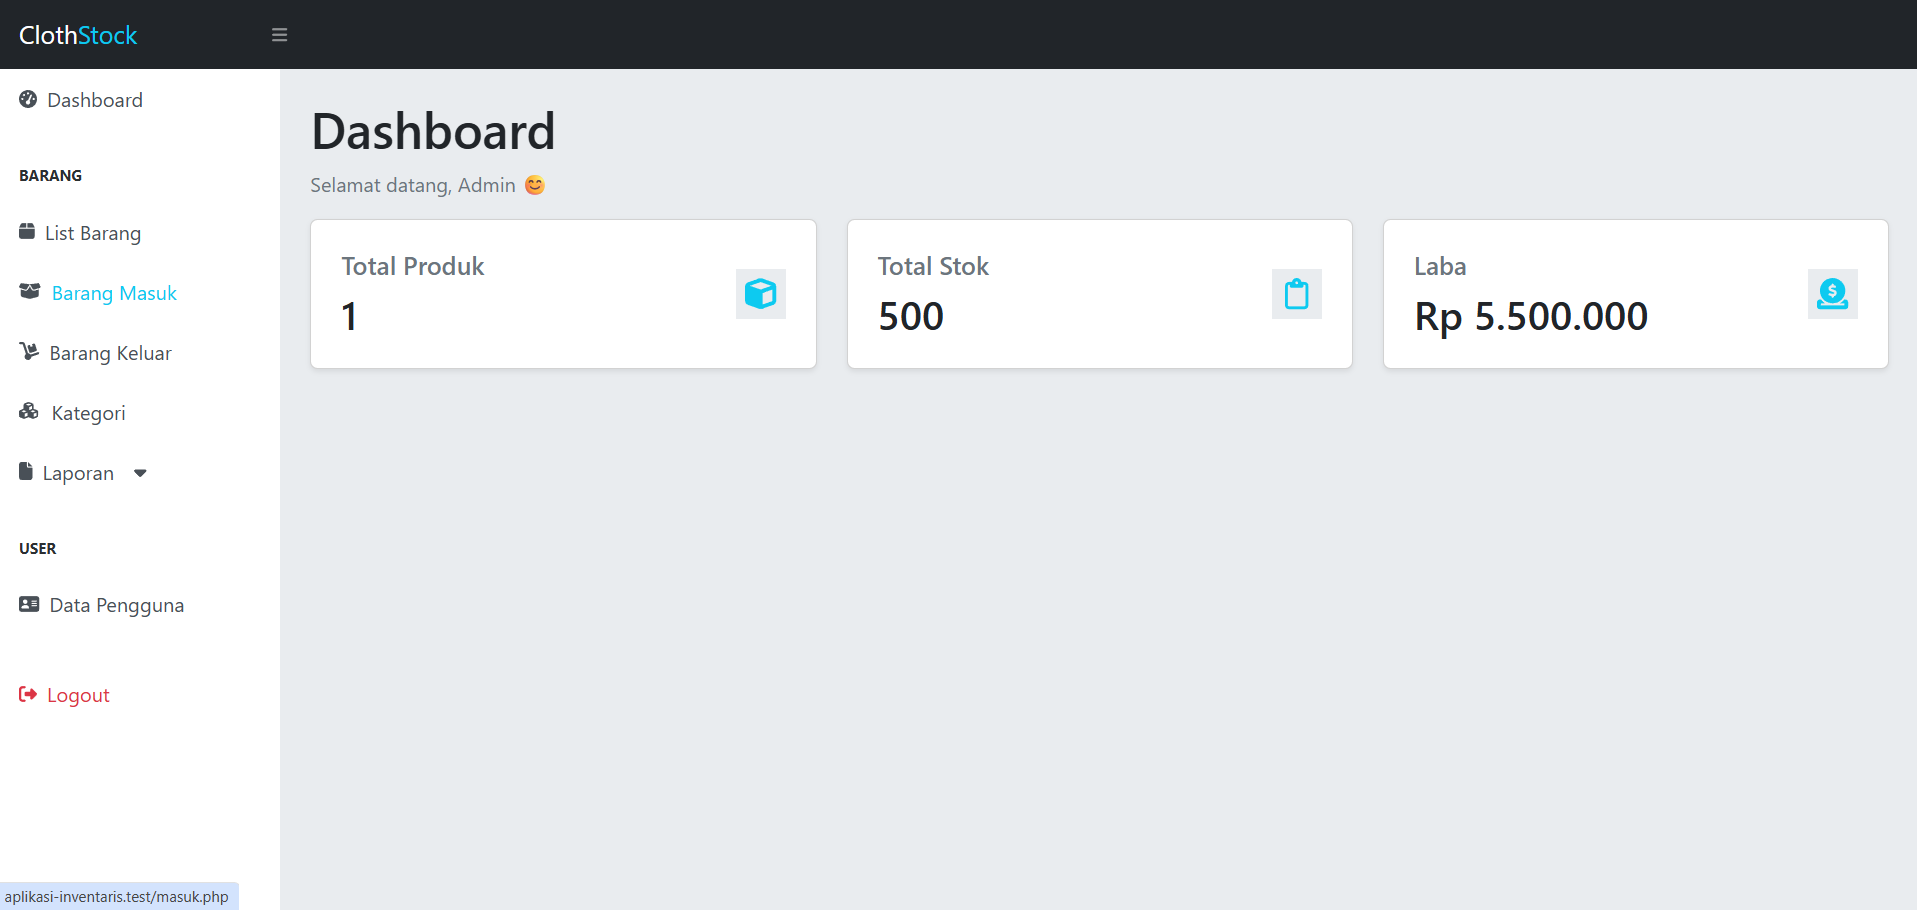 ClothStock
Dashboard
BARANG
List Barang
Barang Masuk
Barang Keluar
Kategori
Laporan
USER
Data Pengguna
Logout
Dashboard
Selamat datang, Admin 😊
Total Produk
1
Total Stok
500
Laba
Rp 5.500.000
aplikasi-inventaris.test/masuk.php